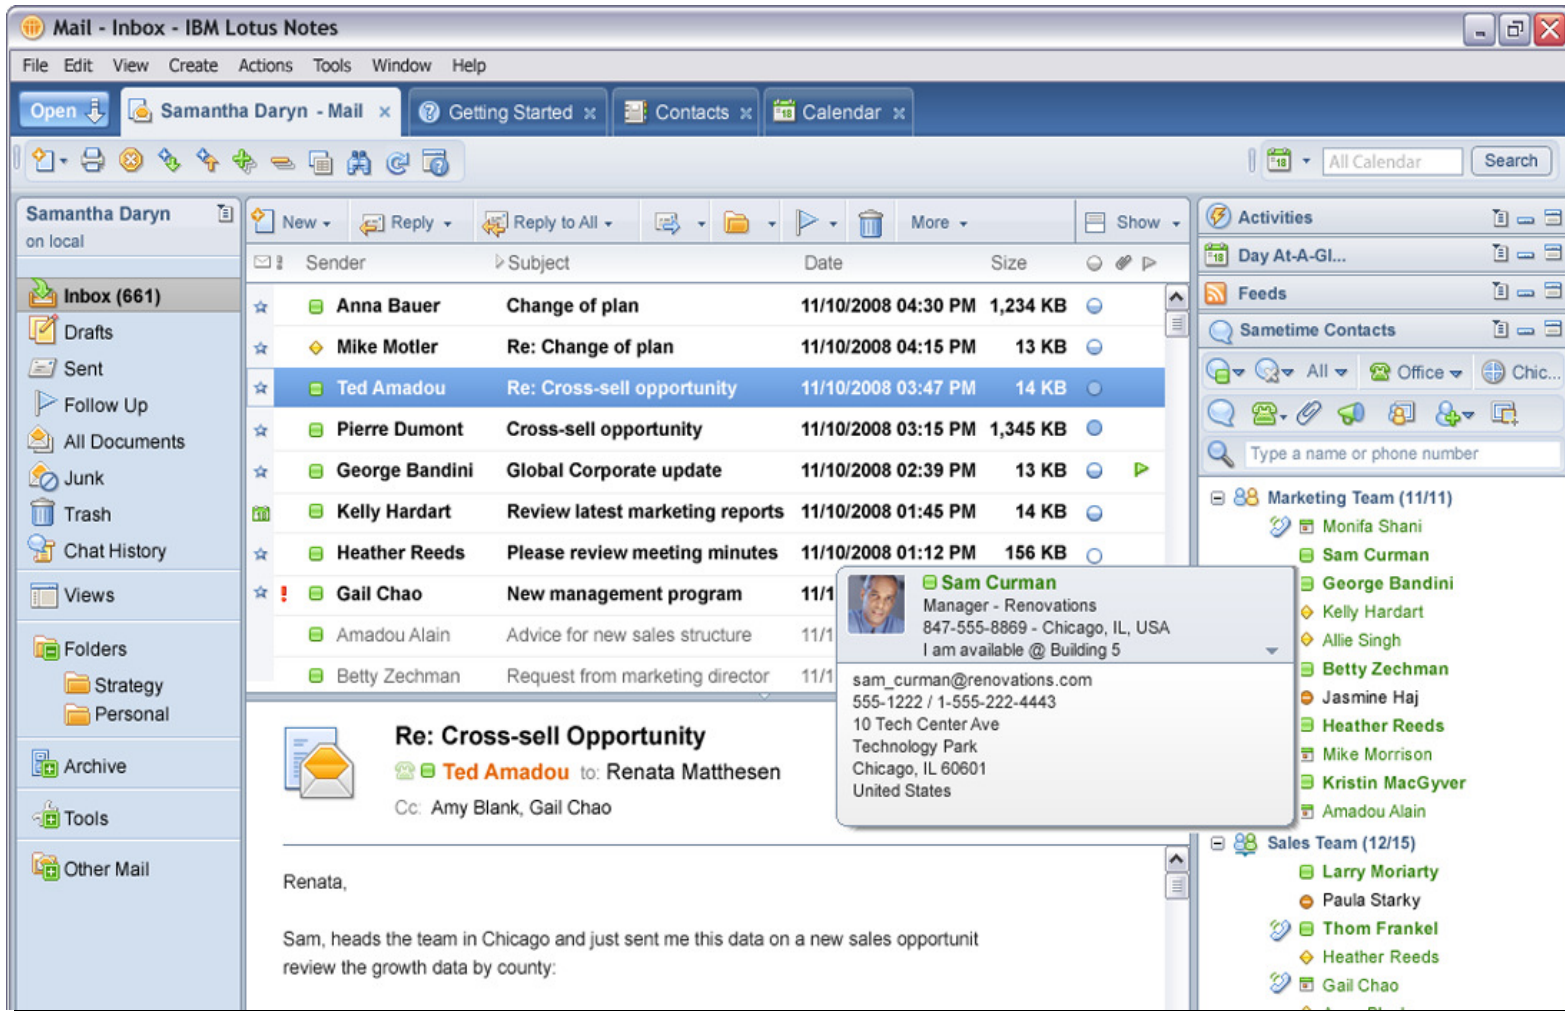 Mail - Inbox - IBM Lotus Notes
File Edit View Create Actions Tools Window Help
Open Samantha Daryn - Mail Getting Started Contacts Calendar
All Calendar Search
Samantha Daryn
on local
Inbox (661)
Drafts
Sent
Follow Up
All Documents
Junk
Trash
Chat History
Views
Folders
Strategy
Personal
Archive
Tools
Other Mail
New Reply Reply to All More Show
Sender Subject Date Size
Anna Bauer Change of plan 11/10/2008 04:30 PM 1,234 KB
Mike Motler Re: Change of plan 11/10/2008 04:15 PM 13 KB
Ted Amadou Re: Cross-sell opportunity 11/10/2008 03:47 PM 14 KB
Pierre Dumont Cross-sell opportunity 11/10/2008 03:15 PM 1,345 KB
George Bandini Global Corporate update 11/10/2008 02:39 PM 13 KB
Kelly Hardart Review latest marketing reports 11/10/2008 01:45 PM 14 KB
Heather Reeds Please review meeting minutes 11/10/2008 01:12 PM 156 KB
Gail Chao New management program 11/1
Amadou Alain Advice for new sales structure 11/1
Betty Zechman Request from marketing director 11/1
Sam Curman
Manager - Renovations
847-555-8869 - Chicago, IL, USA
I am available @ Building 5
sam_curman@renovations.com
555-1222 / 1-555-222-4443
10 Tech Center Ave
Technology Park
Chicago, IL 60601
United States
Re: Cross-sell Opportunity
Ted Amadou to: Renata Matthesen
Cc: Amy Blank, Gail Chao
Renata,
Sam, heads the team in Chicago and just sent me this data on a new sales opportunit
review the growth data by county:
Activities
Day At-A-Gl...
Feeds
Sametime Contacts
All Office Chic...
Type a name or phone number
Marketing Team (11/11)
Monifa Shani
Sam Curman
George Bandini
Kelly Hardart
Allie Singh
Betty Zechman
Jasmine Haj
Heather Reeds
Mike Morrison
Kristin MacGyver
Amadou Alain
Sales Team (12/15)
Larry Moriarty
Paula Starky
Thom Frankel
Heather Reeds
Gail Chao